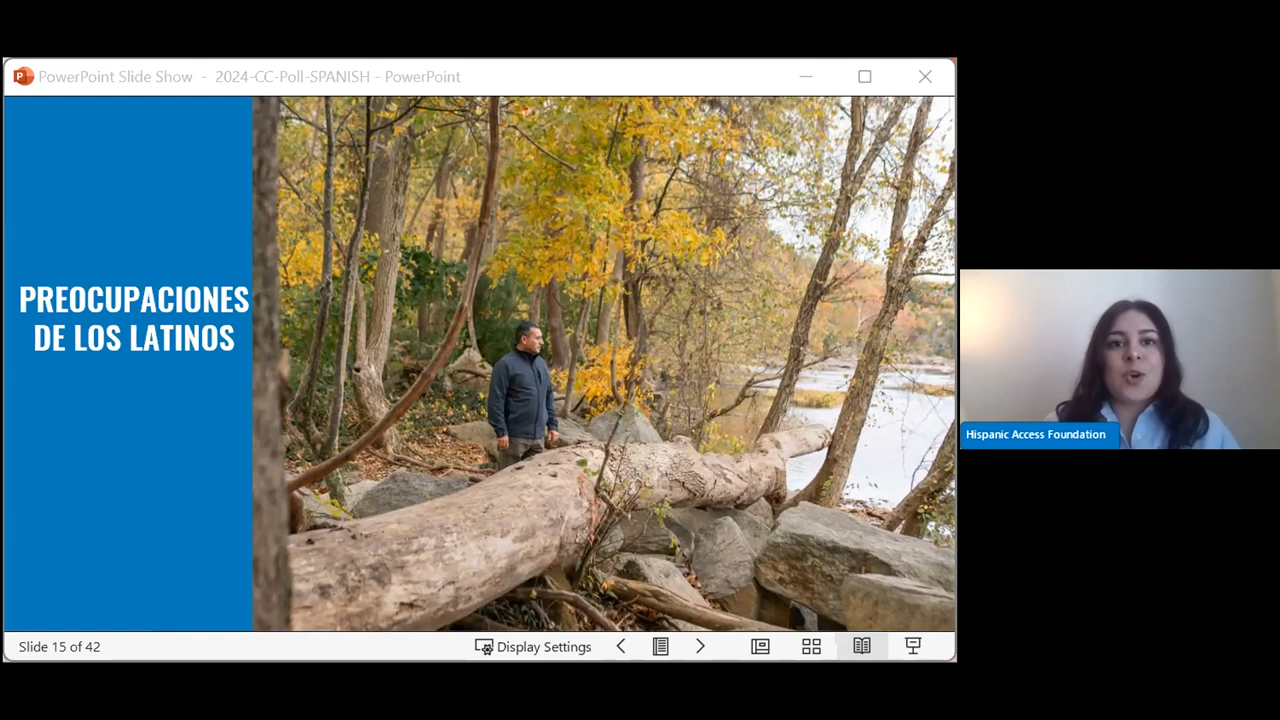 PowerPoint Slide Show - 2024-CC-Poll-SPANISH - PowerPoint
PREOCUPACIONES
DE LOS LATINOS
Hispanic Access Foundation
Slide 15 of 42
Display Settings